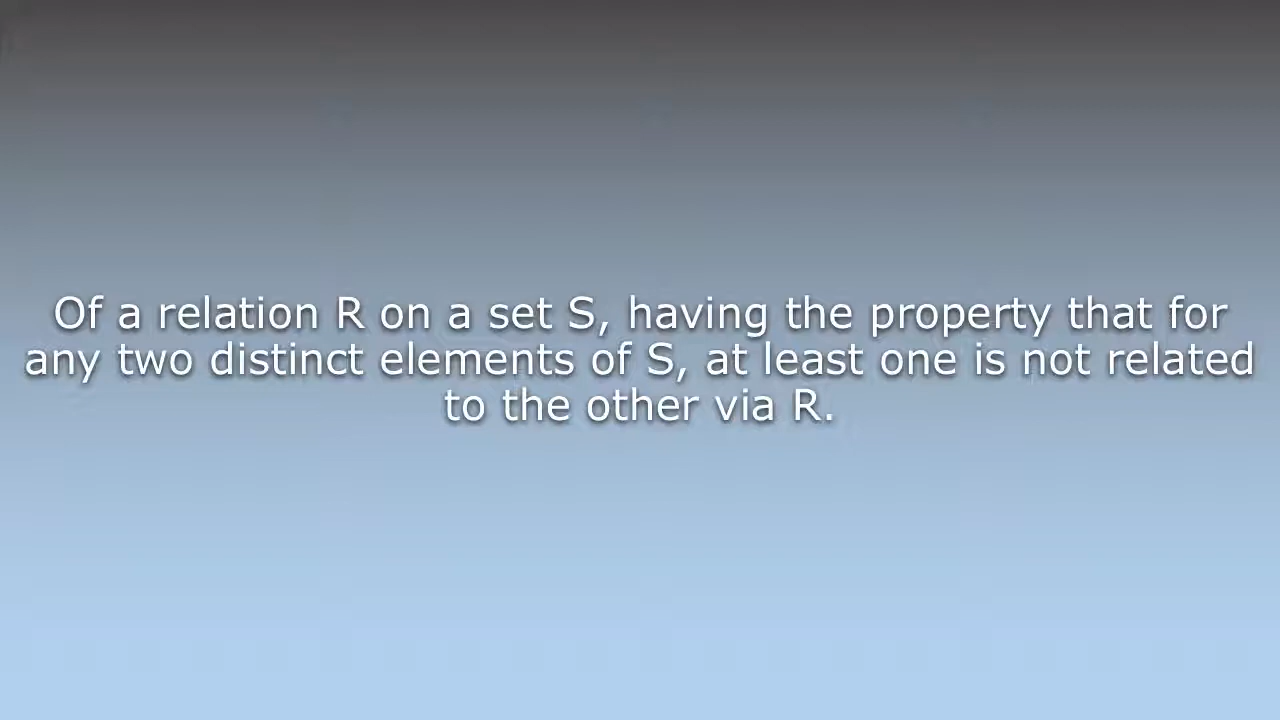 Of a relation R on a set S, having the property that for
any two distinct elements of S, at least one is not related
to the other via R.